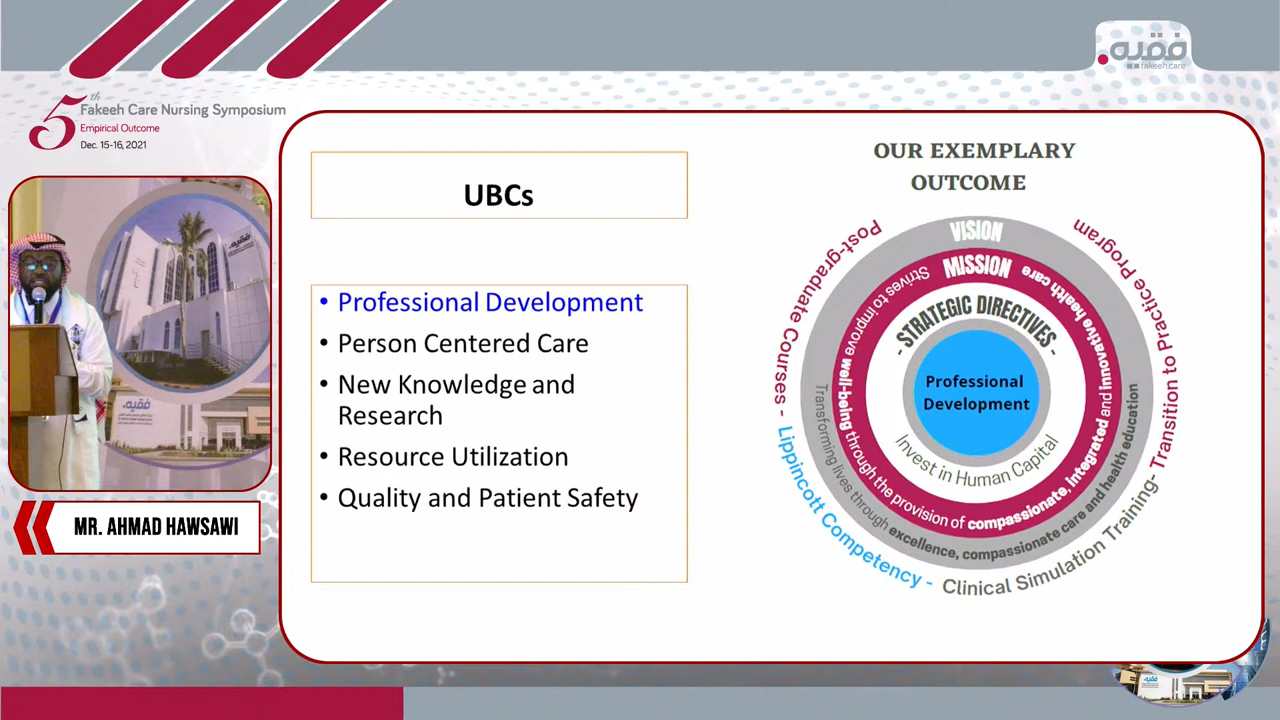 5th
Fakeeh Care Nursing Symposium
Empirical Outcome
Dec. 15-16, 2021
فقيه
fakeeh.care
فقيه
فقيه
MR. AHMAD HAWSAWI
UBCs
• Professional Development
• Person Centered Care
• New Knowledge and
Research
• Resource Utilization
• Quality and Patient Safety
OUR EXEMPLARY
OUTCOME
VISION
Transforming lives through excellence, compassionate care and health education
MISSION
Strives to improve well-being through the provision of compassionate, integrated and innovative health care
- STRATEGIC DIRECTIVES -
Invest in Human Capital
Professional
Development
Post-graduate Courses -
Lippincott Competency -
Clinical Simulation Training-
Transition to Practice Program
فقيه